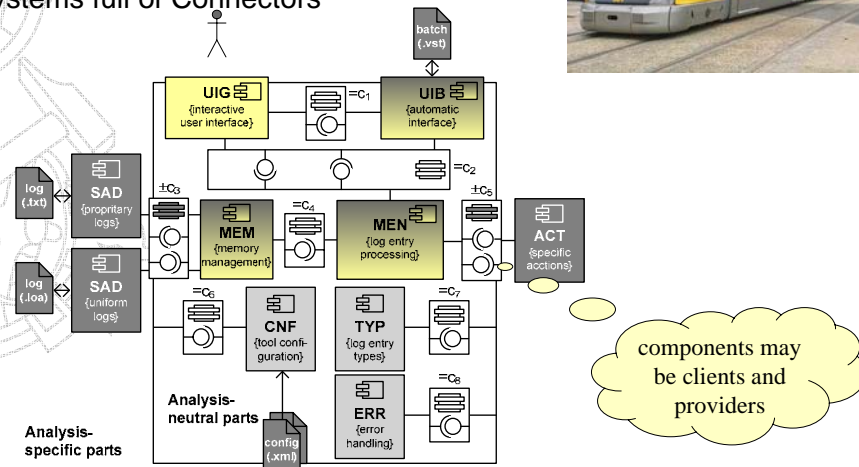 ystems full of Connectors
batch
(.vst)
UIG
{interactive
user interface}
=c1
UIB
{automatic
interface}
=c2
log
(.txt)
SAD
{propritary
logs}
±c3
MEM
{memory
management}
=c4
MEN
{log entry
processing}
±c5
ACT
{specific
acctions}
log
(.loa)
SAD
{uniform
logs}
=c6
CNF
{tool confi-
guration}
TYP
{log entry
types}
=c7
components may
be clients and
providers
Analysis-
neutral parts
ERR
{error
handling}
=c8
Analysis-
specific parts
config
(.xml)